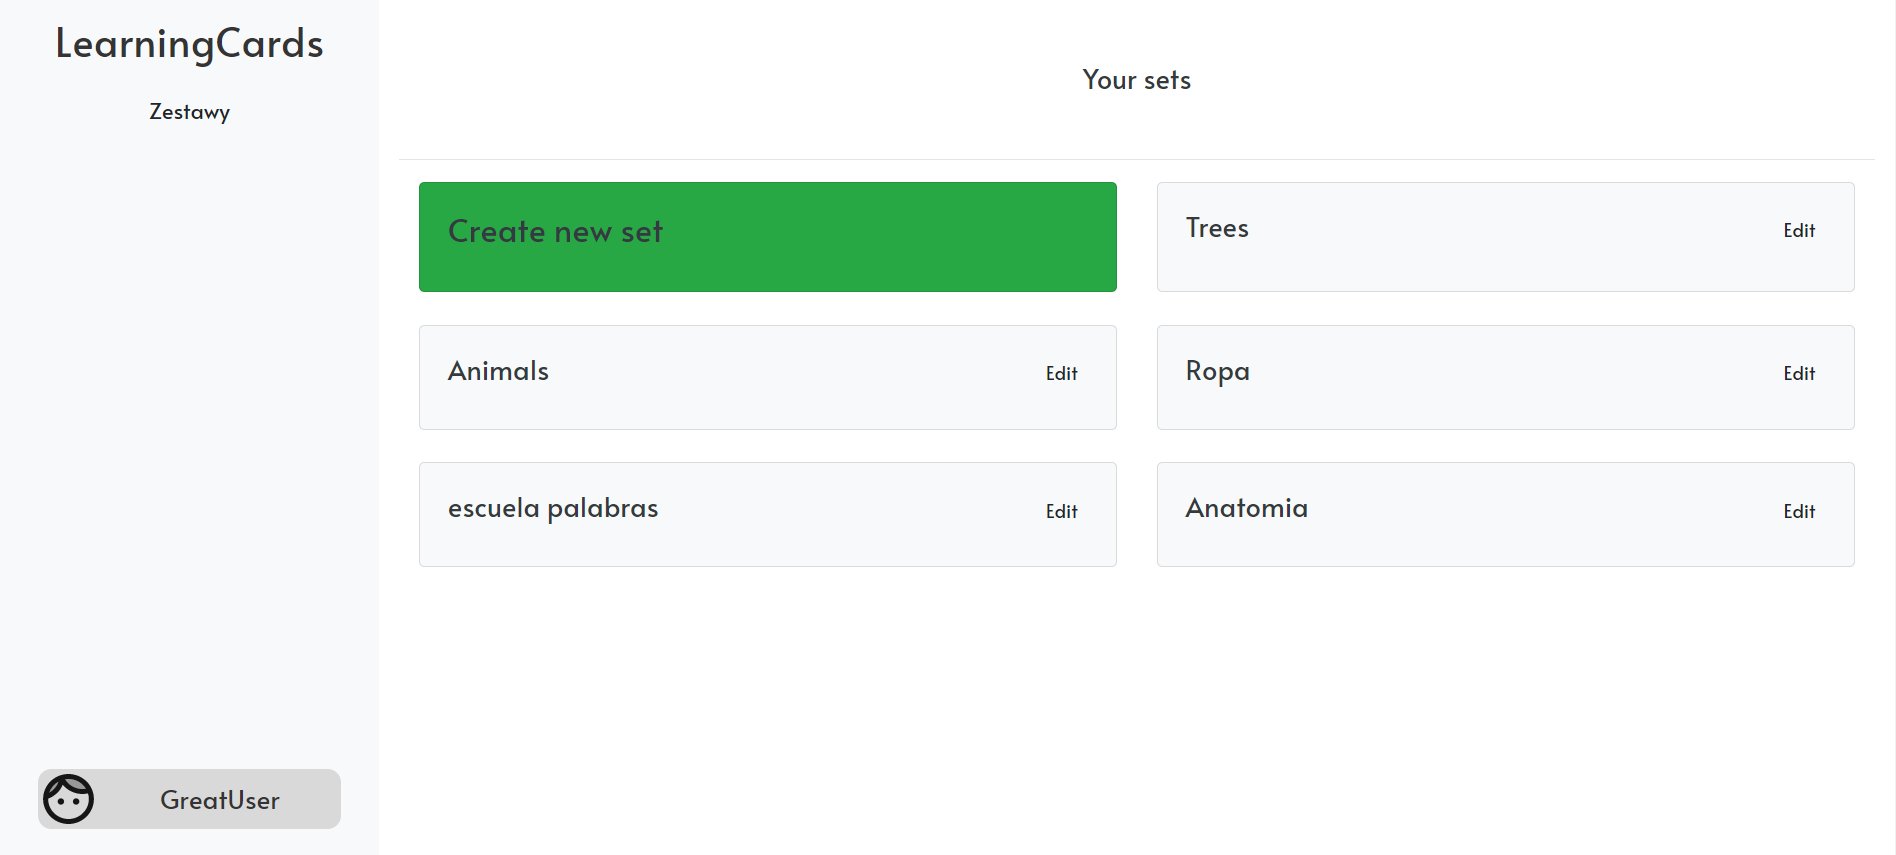 LearningCards
Zestawy
Your sets
Create new set
Trees
Edit
Animals
Edit
Ropa
Edit
escuela palabras
Edit
Anatomia
Edit
GreatUser